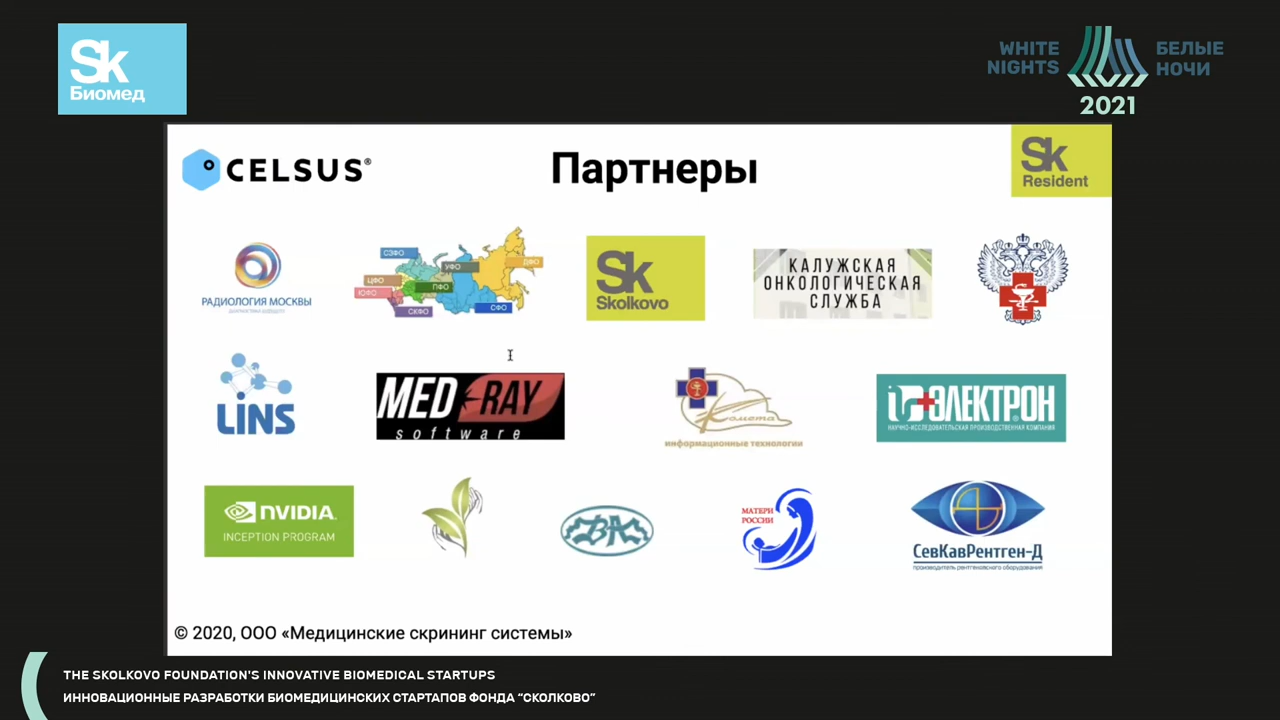 Sk
Биомед
WHITE
NIGHTS
БЕЛЫЕ
НОЧИ
2021
CELSUS®
Партнеры
Sk
Resident
РАДИОЛОГИЯ МОСКВЫ
СЗФО
УФО
ДФО
ЦФО
ПФО
ЮФО
СКФО
СФО
Sk
Skolkovo
КАЛУЖСКАЯ
ОНКОЛОГИЧЕСКАЯ
СЛУЖБА
LiNS
MED RAY
software
Комета
информационные технологии
ЭЛЕКТРОН
НАУЧНО-ИССЛЕДОВАТЕЛЬСКАЯ ПРОИЗВОДСТВЕННАЯ КОМПАНИЯ
NVIDIA.
INCEPTION PROGRAM
МАТЕРИ
РОССИИ
СевКавРентген-Д
производитель рентгеновского оборудования
© 2020, ООО «Медицинские скрининг системы»
THE SKOLKOVO FOUNDATION'S INNOVATIVE BIOMEDICAL STARTUPS
ИННОВАЦИОННЫЕ РАЗРАБОТКИ БИОМЕДИЦИНСКИХ СТАРТАПОВ ФОНДА "СКОЛКОВО"